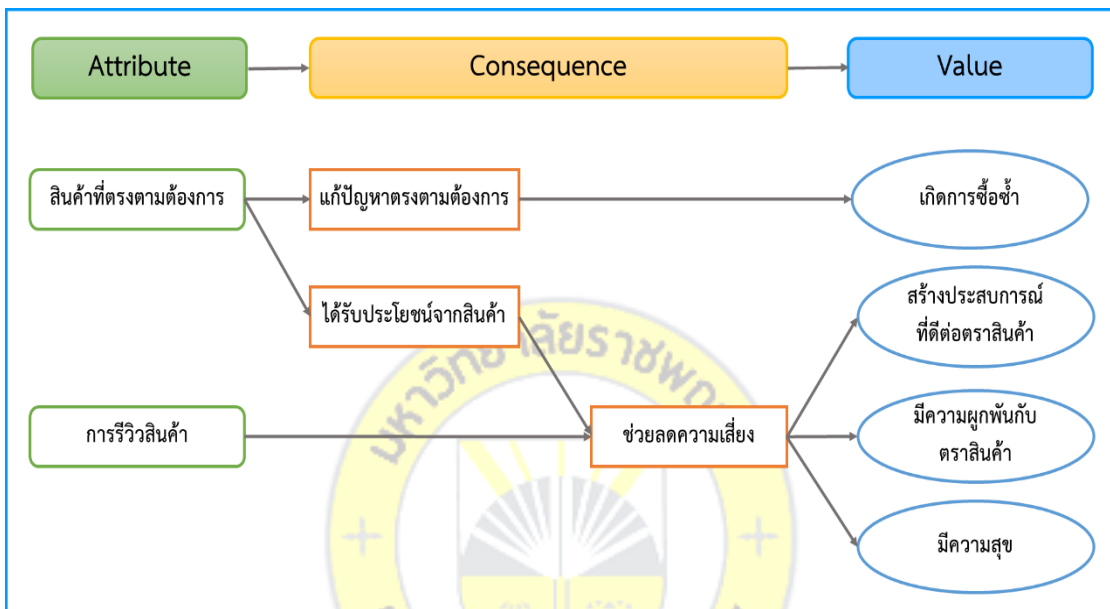 Attribute
Consequence
Value
สินค้าที่ตรงตามต้องการ
แก้ปัญหาตรงตามต้องการ
เกิดการซื้อซ้ำ
ได้รับประโยชน์จากสินค้า
สร้างประสบการณ์
ที่ดีต่อตราสินค้า
การรีวิวสินค้า
ช่วยลดความเสี่ยง
มีความผูกพันกับ
ตราสินค้า
มีความสุข